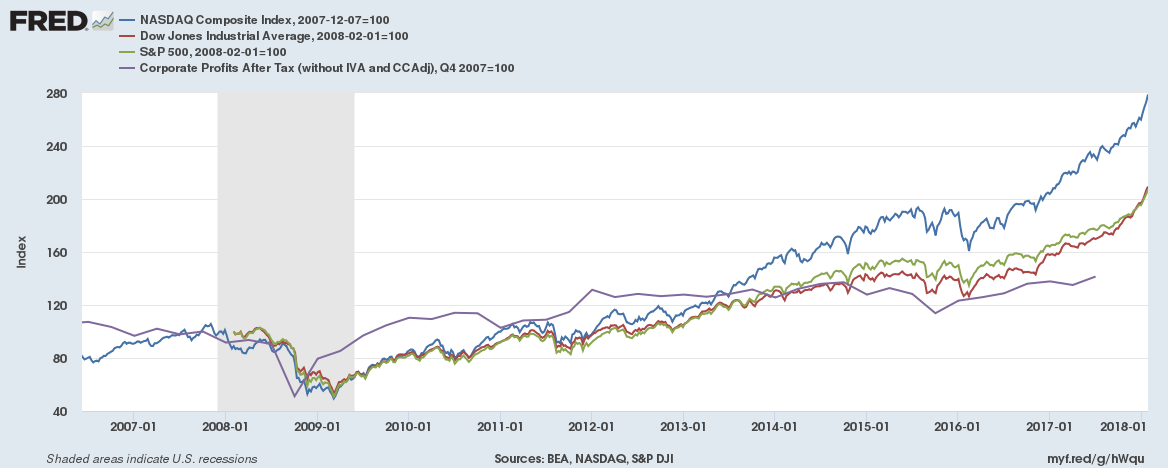 FRED
NASDAQ Composite Index, 2007-12-07=100
Dow Jones Industrial Average, 2008-02-01=100
S&P 500, 2008-02-01=100
Corporate Profits After Tax (without IVA and CCAdj), Q4 2007=100
280
240
200
160
120
80
40
Index
2007-01 2008-01 2009-01 2010-01 2011-01 2012-01 2013-01 2014-01 2015-01 2016-01 2017-01 2018-01
Shaded areas indicate U.S. recessions
Sources: BEA, NASDAQ, S&P DJI
myf.red/g/hWqu